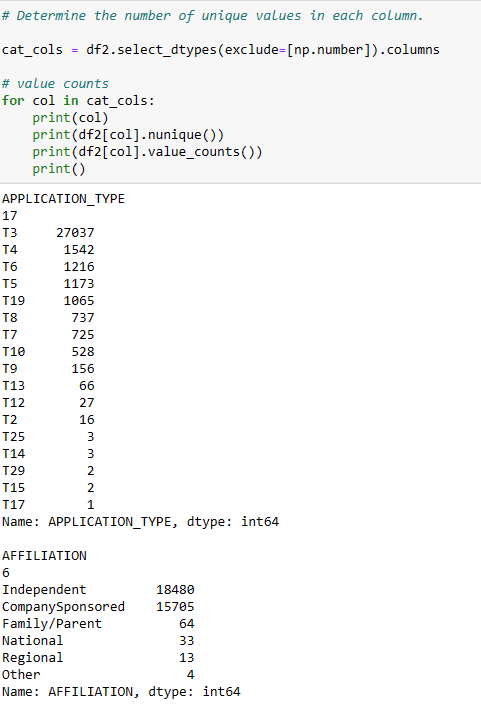 # Determine the number of unique values in each column.
cat_cols = df2.select_dtypes(exclude=[np.number]).columns
# value counts
for col in cat_cols:
    print(col)
    print(df2[col].nunique())
    print(df2[col].value_counts())
    print()
APPLICATION_TYPE
17
T3     27037
T4      1542
T6      1216
T5      1173
T19     1065
T8       737
T7       725
T10      528
T9       156
T13       66
T12       27
T2        16
T25        3
T14        3
T29        2
T15        2
T17        1
Name: APPLICATION_TYPE, dtype: int64
AFFILIATION
6
Independent         18480
CompanySponsored    15705
Family/Parent          64
National               33
Regional               13
Other                   4
Name: AFFILIATION, dtype: int64